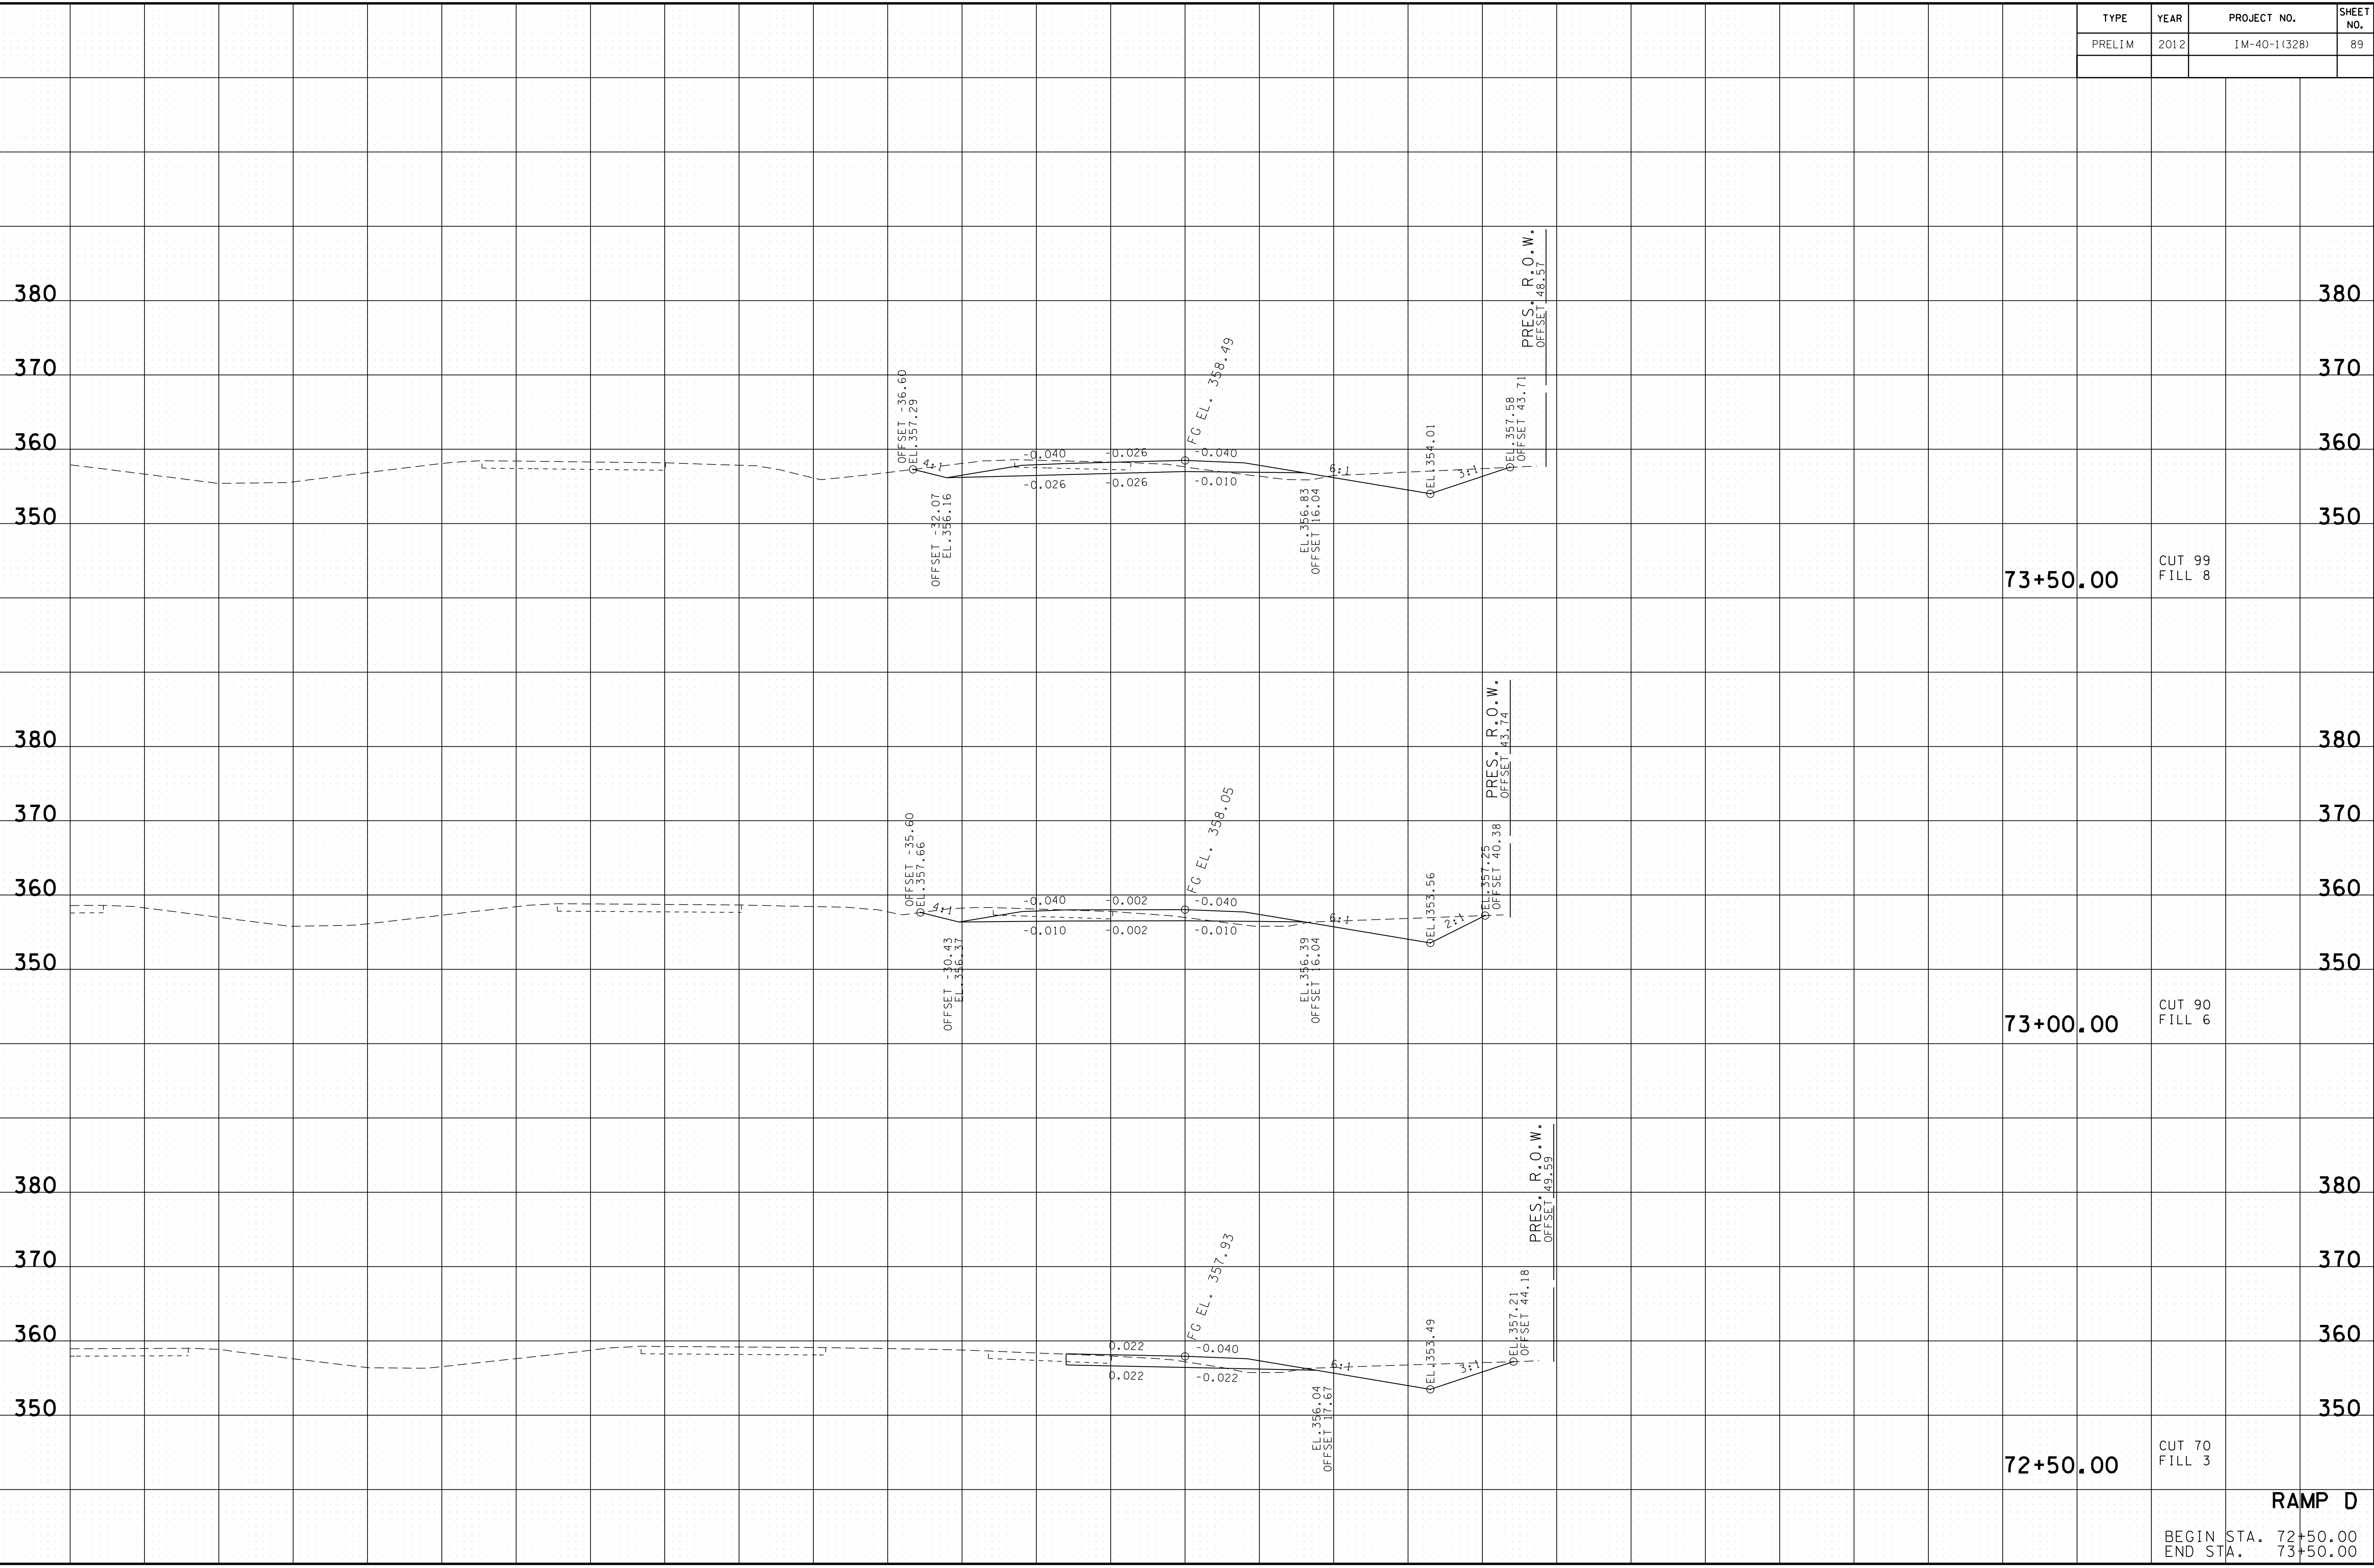 TYPE YEAR PROJECT NO. SHEET NO.
PRELIM 2012 IM-40-1(328) 89
PRES. R.O.W.
OFFSET 48.57
380 380
370 370
360 360
350 350
OFFSET -36.60
EL.357.29
4:1
-0.040 -0.026 -0.040
FG EL. 358.49
-0.026 -0.026 -0.010
6:1
EL.354.01
3:1
EL.357.58
OFFSET 43.71
OFFSET -32.07
EL.356.16
EL.356.83
OFFSET 16.04
73+50.00
CUT 99
FILL 8
PRES. R.O.W.
OFFSET 43.74
380 380
370 370
360 360
350 350
OFFSET -35.60
EL.357.66
4:1
-0.040 -0.002 -0.040
FG EL. 358.05
-0.010 -0.002 -0.010
6:1
EL.353.56
2:1
EL.357.25
OFFSET 40.38
OFFSET -30.43
EL.356.37
EL.356.39
OFFSET 16.04
73+00.00
CUT 90
FILL 6
PRES. R.O.W.
OFFSET 49.59
380 380
370 370
360 360
350 350
0.022 -0.040
FG EL. 357.93
0.022 -0.022
6:1
EL.353.49
3:1
EL.357.21
OFFSET 44.18
EL.356.04
OFFSET 17.67
72+50.00
CUT 70
FILL 3
RAMP D
BEGIN STA. 72+50.00
END STA. 73+50.00